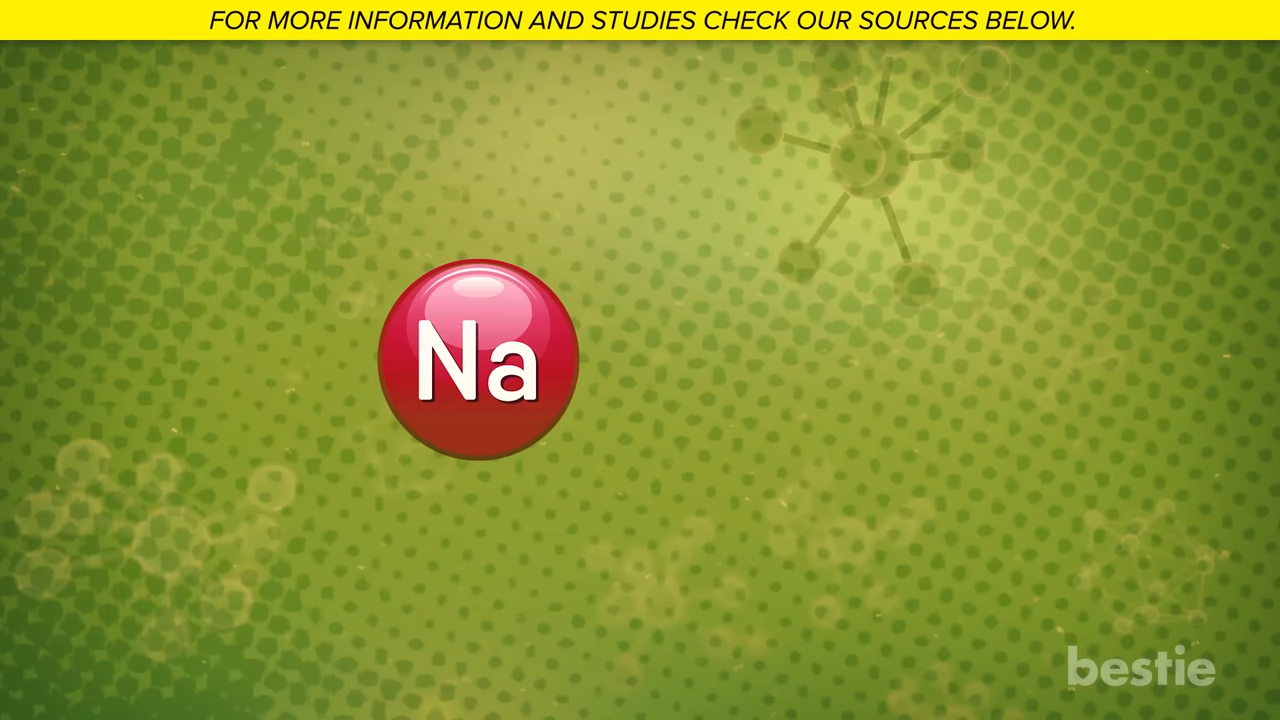 FOR MORE INFORMATION AND STUDIES CHECK OUR SOURCES BELOW.
Na
bestie